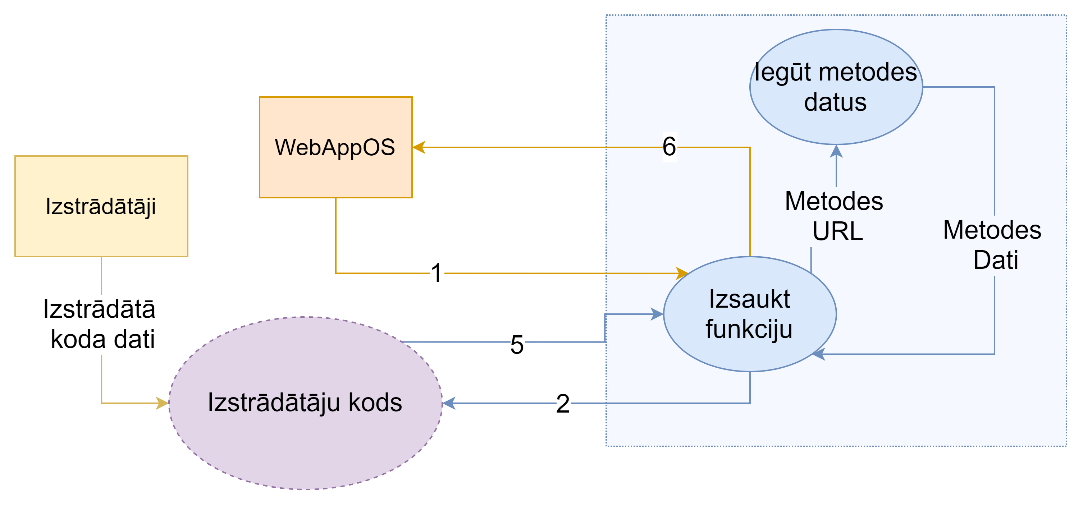 Iegūt metodes
datus
WebAppOS
6
Izstrādātāji
Metodes
URL
Metodes
Dati
1
Izsaukt
funkciju
Izstrādātā
koda dati
5
Izstrādātāju kods
2